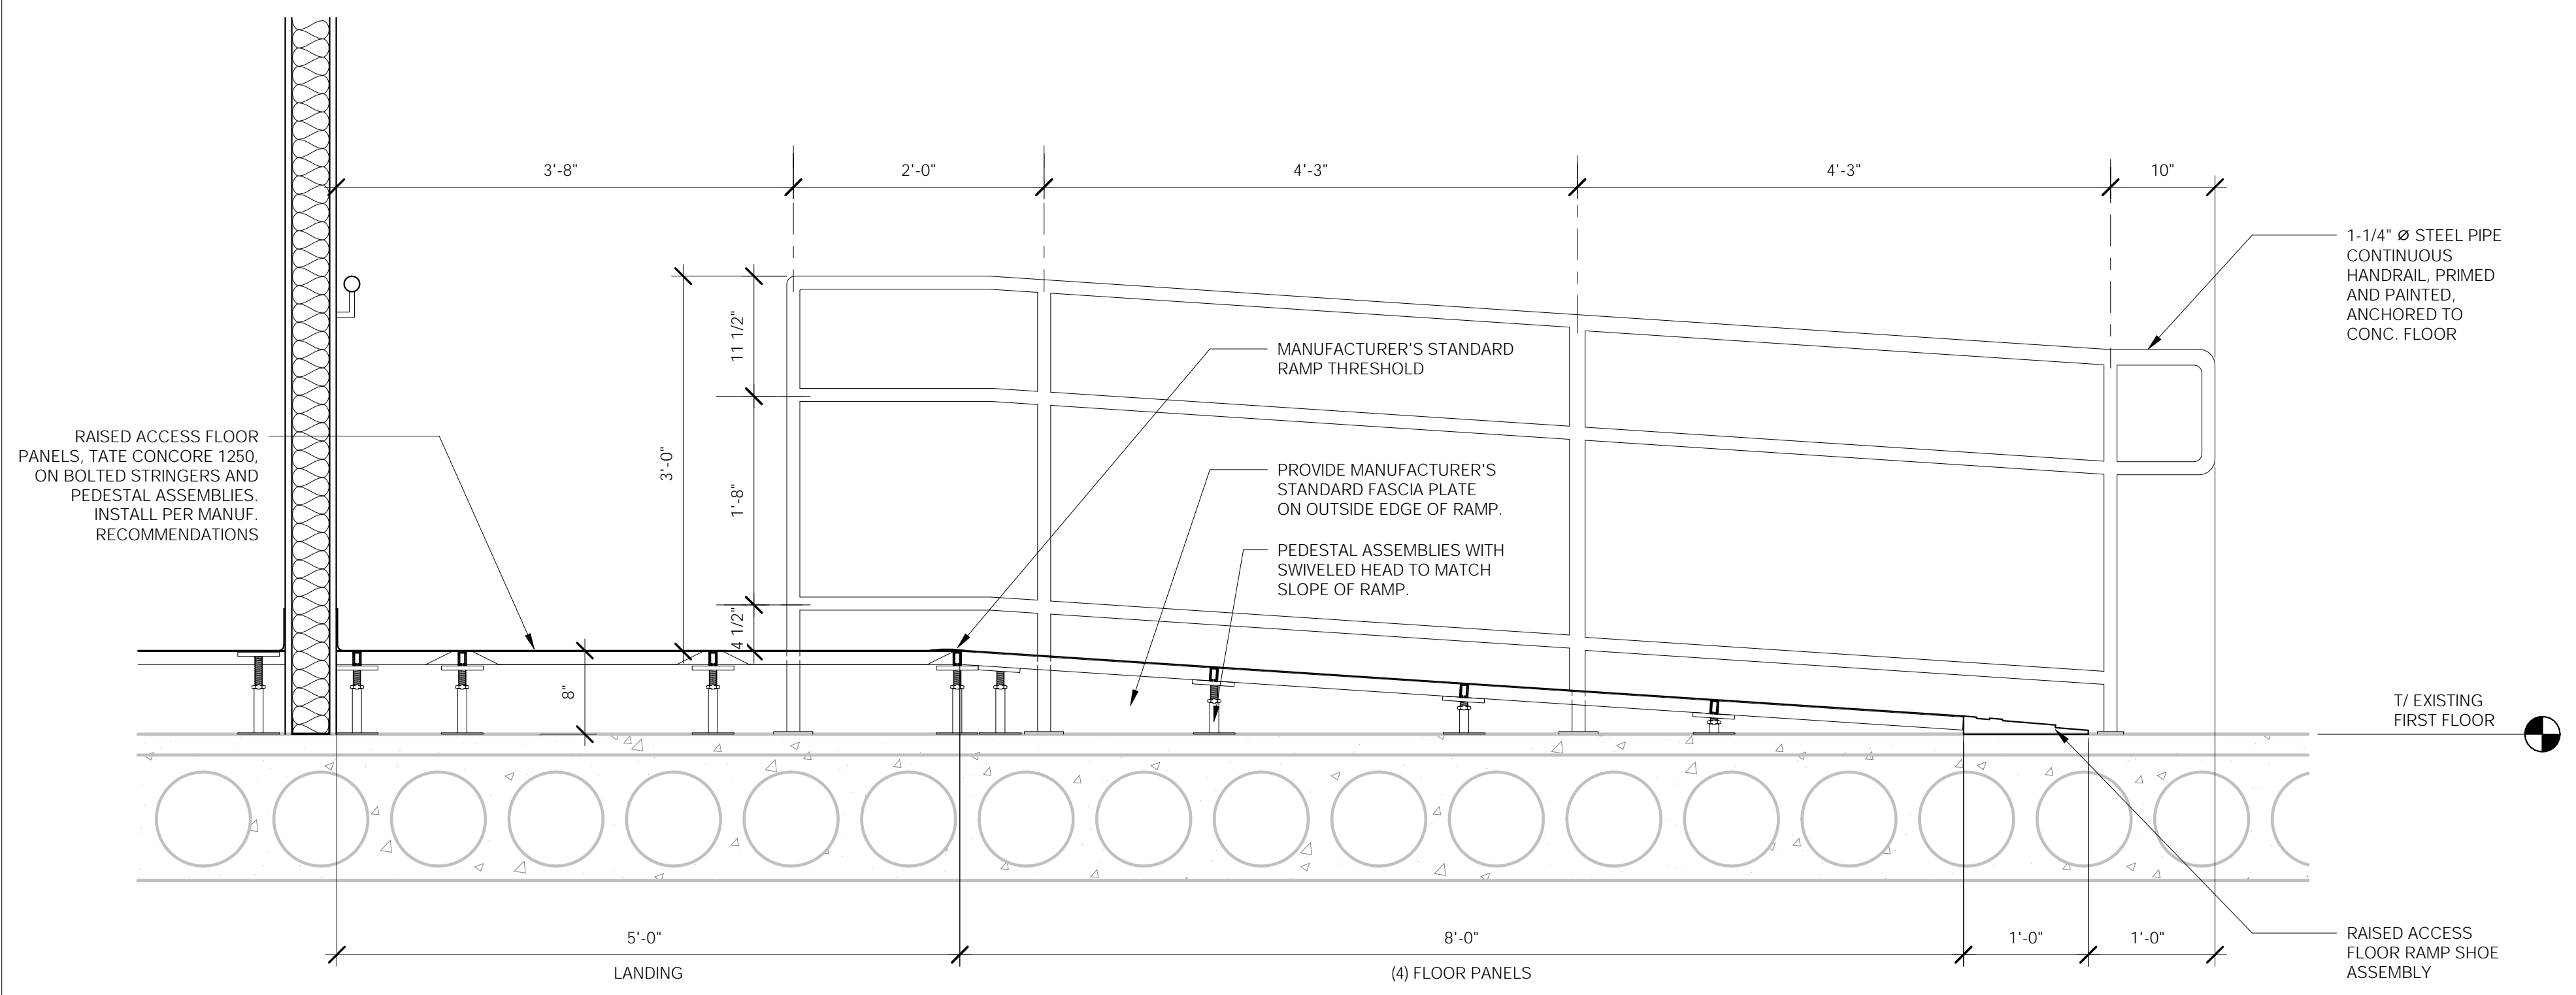 3'-8"
2'-0"
4'-3"
4'-3"
10"
1-1/4" Ø STEEL PIPE
CONTINUOUS
HANDRAIL, PRIMED
AND PAINTED,
ANCHORED TO
CONC. FLOOR
11 1/2"
MANUFACTURER'S STANDARD
RAMP THRESHOLD
RAISED ACCESS FLOOR
PANELS, TATE CONCORE 1250,
ON BOLTED STRINGERS AND
PEDESTAL ASSEMBLIES.
INSTALL PER MANUF.
RECOMMENDATIONS
3'-0"
1'-8"
PROVIDE MANUFACTURER'S
STANDARD FASCIA PLATE
ON OUTSIDE EDGE OF RAMP.
PEDESTAL ASSEMBLIES WITH
SWIVELED HEAD TO MATCH
SLOPE OF RAMP.
4 1/2"
8"
T/ EXISTING
FIRST FLOOR
5'-0"
LANDING
8'-0"
(4) FLOOR PANELS
1'-0"
1'-0"
RAISED ACCESS
FLOOR RAMP SHOE
ASSEMBLY